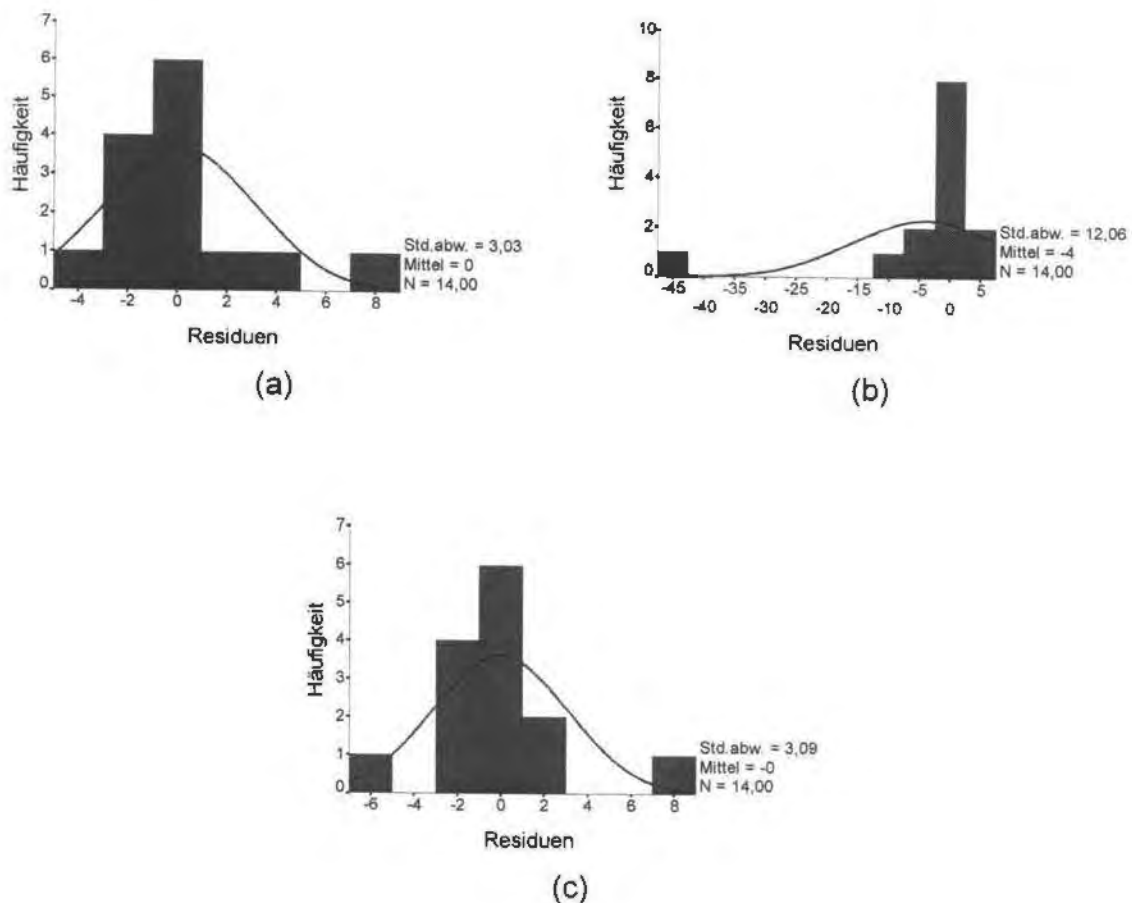 7
6
5
4
3
2
1
0
Häufigkeit
-4 -2 0 2 4 6 8
Residuen
Std.abw. = 3,03
Mittel = 0
N = 14,00
(a)
10
8
6
4
2
0
Häufigkeit
-45 -35 -25 -15 -5 5
-40 -30 -20 -10 0
Residuen
Std.abw. = 12,06
Mittel = -4
N = 14,00
(b)
7
6
5
4
3
2
1
0
Häufigkeit
-6 -4 -2 0 2 4 6 8
Residuen
Std.abw. = 3,09
Mittel = -0
N = 14,00
(c)